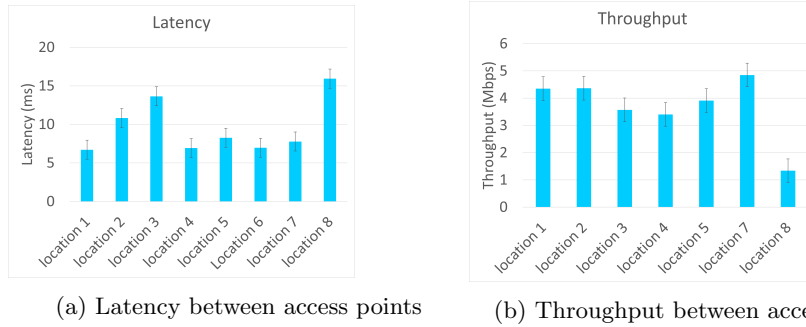 Latency
20
15
10
5
0
Latency (ms)
location 1
location 2
location 3
location 4
location 5
Location 6
location 7
location 8
(a) Latency between access points
Throughput
6
5
4
3
2
1
0
Throughput (Mbps)
location 1
location 2
location 3
location 4
location 5
location 7
location 8
(b) Throughput between acce